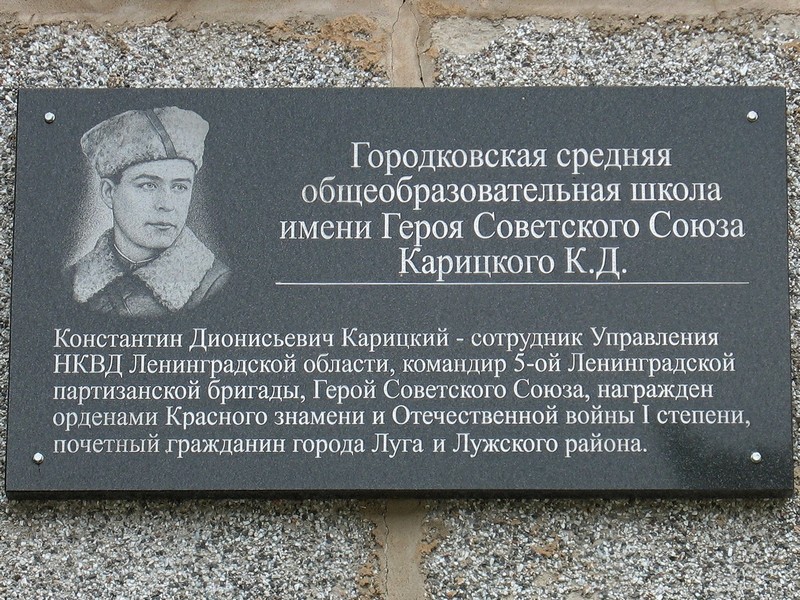 Городковская средняя
общеобразовательная школа
имени Героя Советского Союза
Карицкого К.Д.
Константин Дионисьевич Карицкий - сотрудник Управления
НКВД Ленинградской области, командир 5-ой Ленинградской
партизанской бригады, Герой Советского Союза, награжден
орденами Красного знамени и Отечественной войны I степени,
почетный гражданин города Луга и Лужского района.